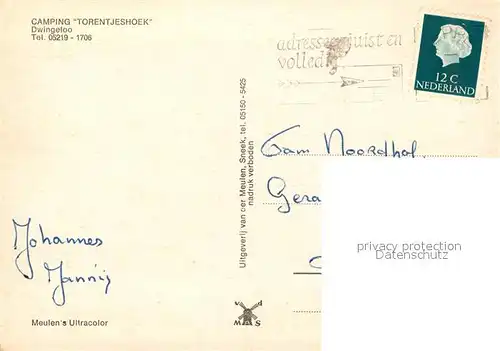 CAMPING "TORENTJESHOEK"
Dwingeloo
Tel. 05219 - 1706
adresseer juist en
volledig
12 C
NEDERLAND
Uitgeverij van der Meulen, Sneek, tel. 05150 - 5425
nadruk verboden
Fam Noordhof.
Gera
privacy protection
Datenschutz
Johannes
Jannij
v d
M S
Meulen's Ultracolor